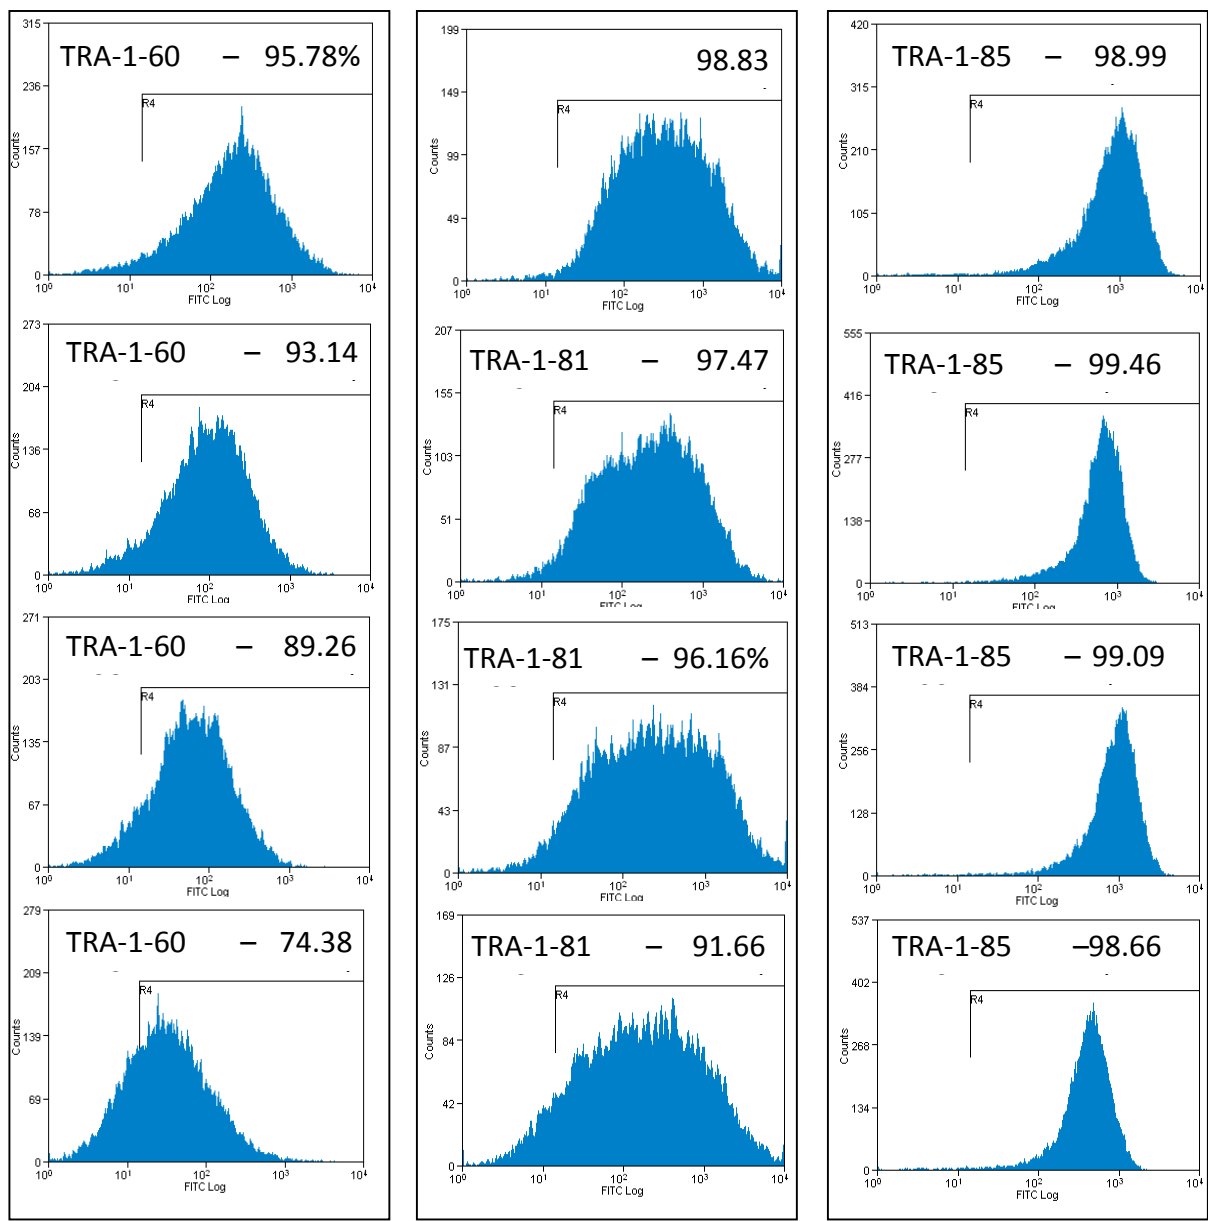 315
TRA-1-60 – 95.78%
236
R4
157
Counts
78
0
10⁰ 10¹ 10² 10³ 10⁴
FITC Log
273
TRA-1-60 – 93.14
204
R4
136
Counts
68
0
10⁰ 10¹ 10² 10³ 10⁴
FITC Log
271
TRA-1-60 – 89.26
203
R4
135
Counts
67
0
10⁰ 10¹ 10² 10³ 10⁴
FITC Log
279
TRA-1-60 – 74.38
209
R4
139
Counts
69
0
10⁰ 10¹ 10² 10³ 10⁴
FITC Log
199
98.83
149
R4
99
Counts
49
0
10⁰ 10¹ 10² 10³ 10⁴
FITC Log
207
TRA-1-81 – 97.47
155
R4
103
Counts
51
0
10⁰ 10¹ 10² 10³ 10⁴
FITC Log
175
TRA-1-81 – 96.16%
131
R4
87
Counts
43
0
10⁰ 10¹ 10² 10³ 10⁴
FITC Log
169
TRA-1-81 – 91.66
126
R4
84
Counts
42
0
10⁰ 10¹ 10² 10³ 10⁴
FITC Log
420
TRA-1-85 – 98.99
315
R4
210
Counts
105
0
10⁰ 10¹ 10² 10³ 10⁴
FITC Log
555
TRA-1-85 – 99.46
416
R4
277
Counts
138
0
10⁰ 10¹ 10² 10³ 10⁴
FITC Log
513
TRA-1-85 – 99.09
384
R4
256
Counts
128
0
10⁰ 10¹ 10² 10³ 10⁴
FITC Log
537
TRA-1-85 –98.66
402
R4
268
Counts
134
0
10⁰ 10¹ 10² 10³ 10⁴
FITC Log